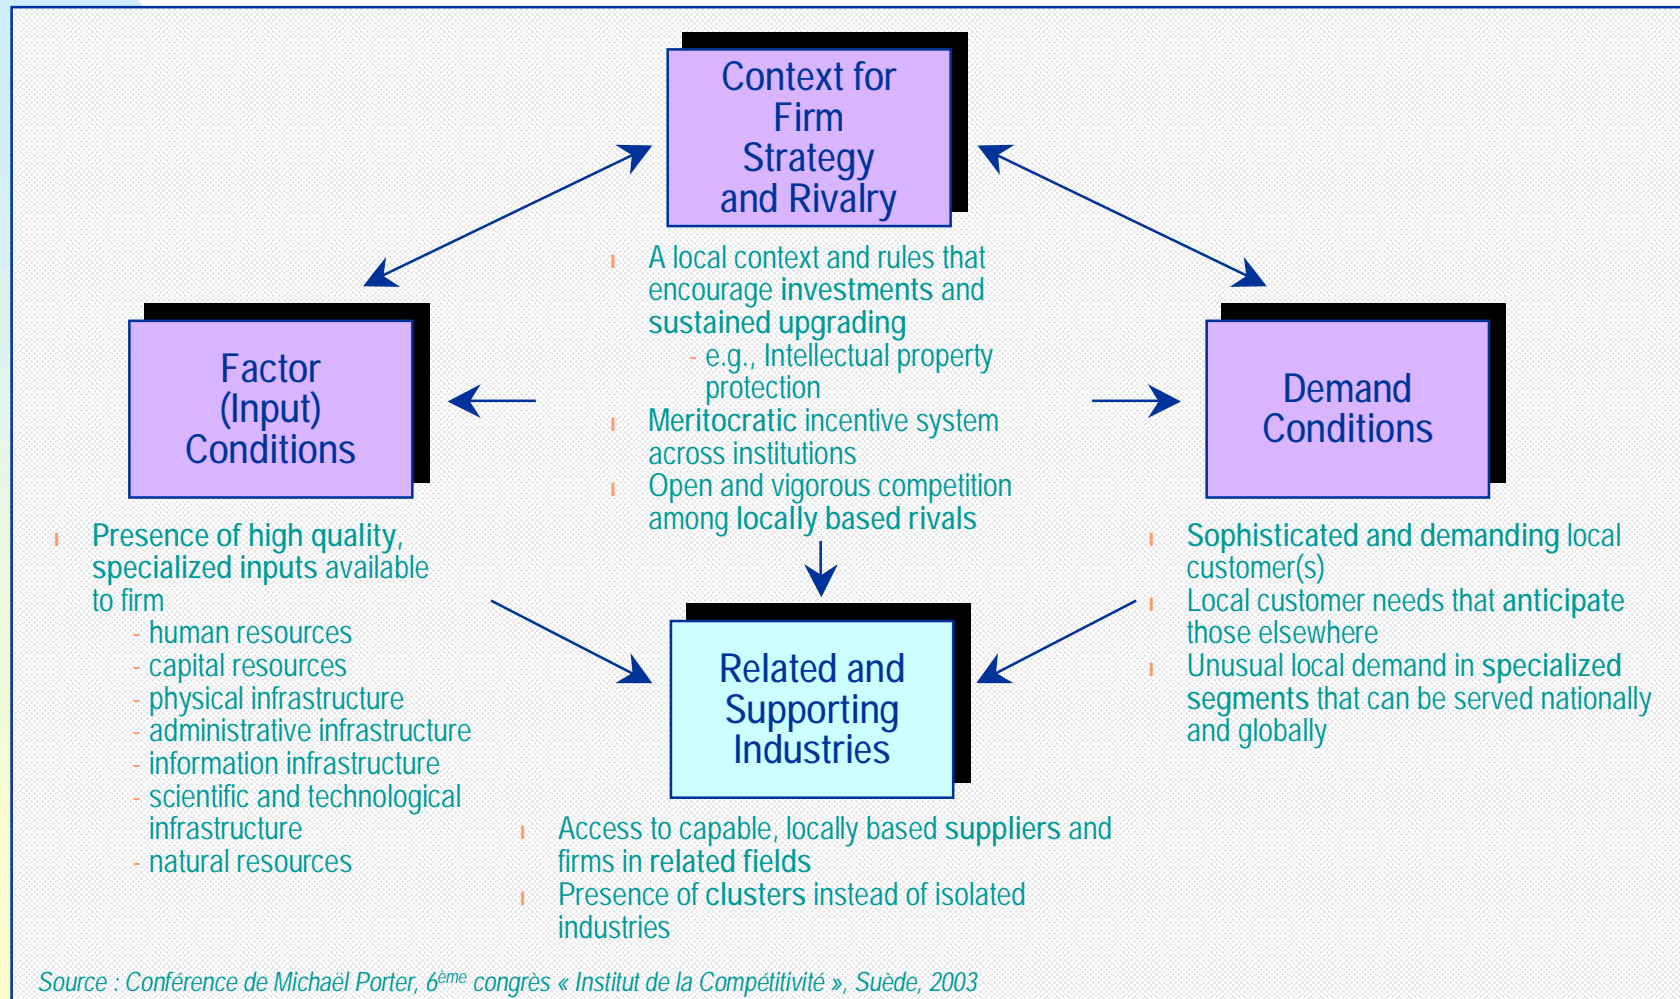 Context for
Firm
Strategy
and Rivalry
A local context and rules that
encourage investments and
sustained upgrading
- e.g., Intellectual property
protection
Meritocratic incentive system
across institutions
Open and vigorous competition
among locally based rivals
Factor
(Input)
Conditions
Presence of high quality,
specialized inputs available
to firm
- human resources
- capital resources
- physical infrastructure
- administrative infrastructure
- information infrastructure
- scientific and technological
infrastructure
- natural resources
Demand
Conditions
Sophisticated and demanding local
customer(s)
Local customer needs that anticipate
those elsewhere
Unusual local demand in specialized
segments that can be served nationally
and globally
Related and
Supporting
Industries
Access to capable, locally based suppliers and
firms in related fields
Presence of clusters instead of isolated
industries
Source : Conférence de Michaël Porter, 6ème congrès « Institut de la Compétitivité », Suède, 2003